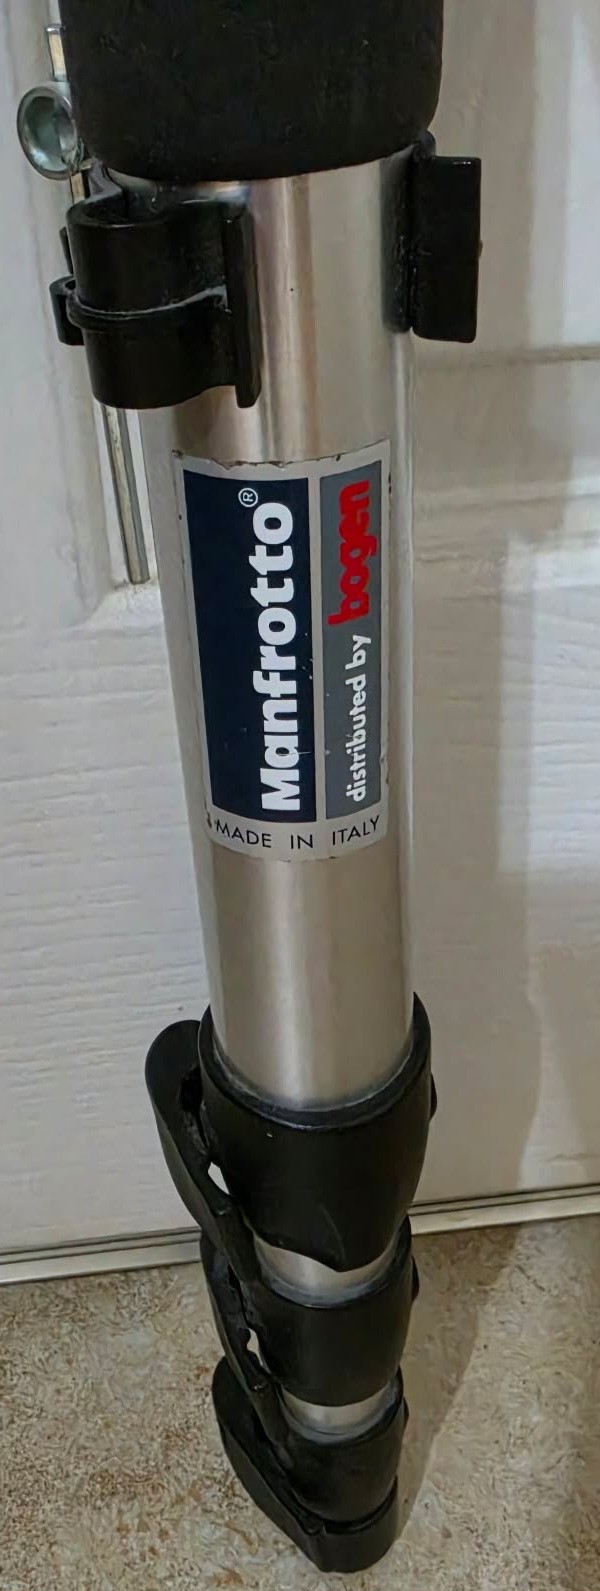 Manfrotto®
distributed by bogen
MADE IN ITALY